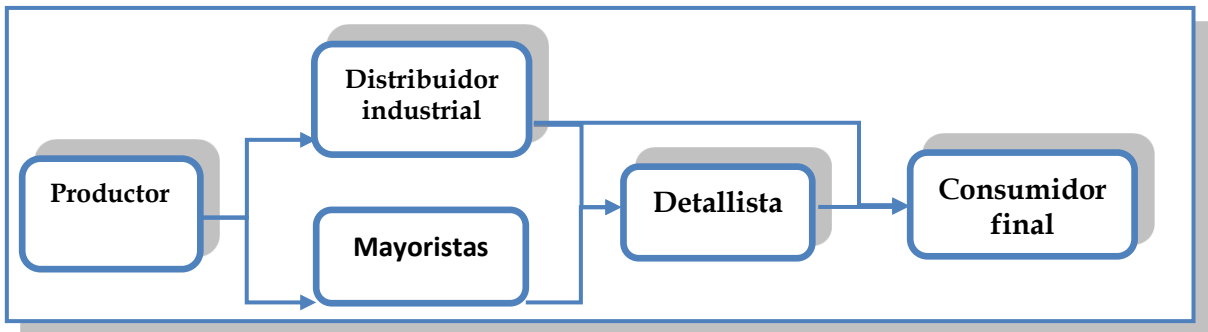 Productor
Distribuidor
industrial
Mayoristas
Detallista
Consumidor
final